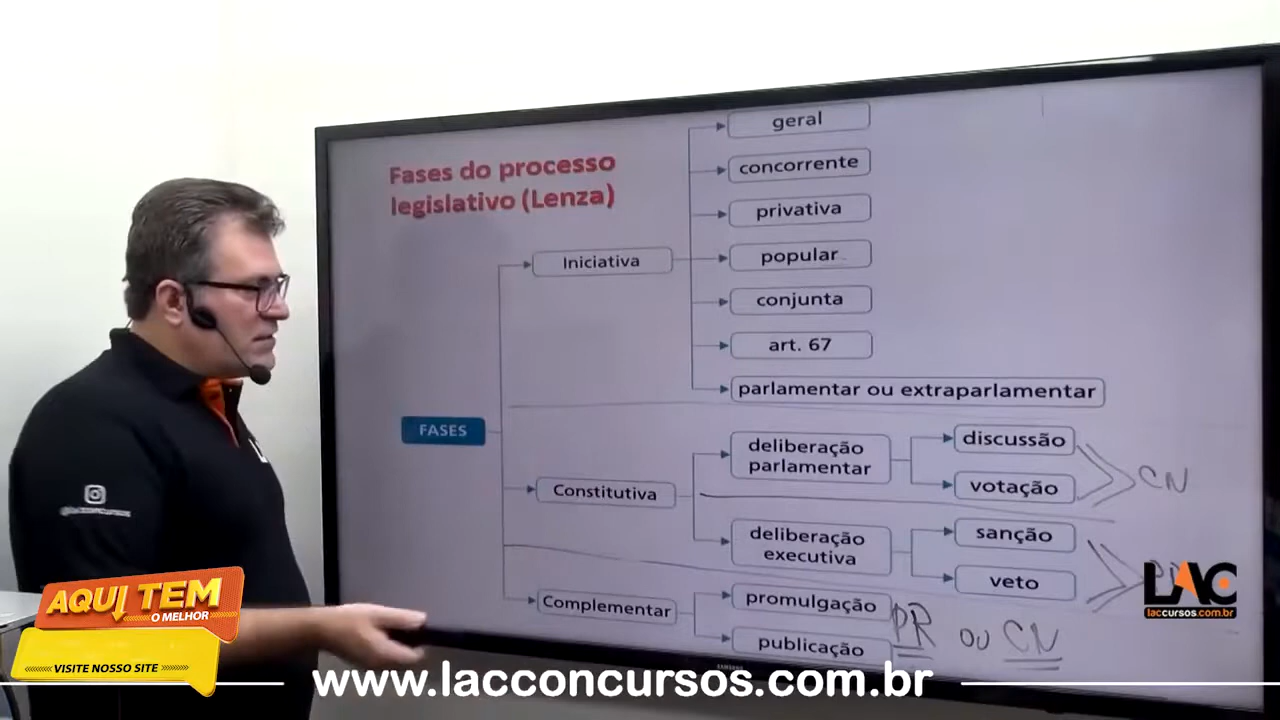 Fases do processo
legislativo (Lenza)
geral
concorrente
privativa
popular
conjunta
art. 67
parlamentar ou extraparlamentar
Iniciativa
FASES
Constitutiva
deliberação
parlamentar
discussão
votação
CN
deliberação
executiva
sanção
veto
Complementar
promulgação
publicação
PR ou CN
LAC
laccursos.com.br
SAMSUNG
AQUI TEM
O MELHOR
VISITE NOSSO SITE
www.lacconcursos.com.br